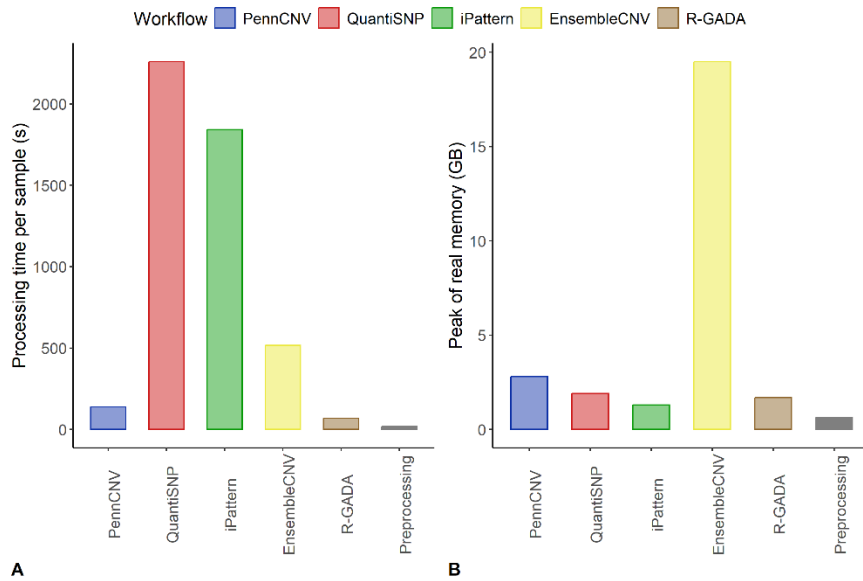 Workflow PennCNV QuantiSNP iPattern EnsembleCNV R-GADA
Processing time per sample (s)
2000
1500
1000
500
0
PennCNV
QuantiSNP
iPattern
EnsembleCNV
R-GADA
Preprocessing
A
Peak of real memory (GB)
20
15
10
5
0
PennCNV
QuantiSNP
iPattern
EnsembleCNV
R-GADA
Preprocessing
B